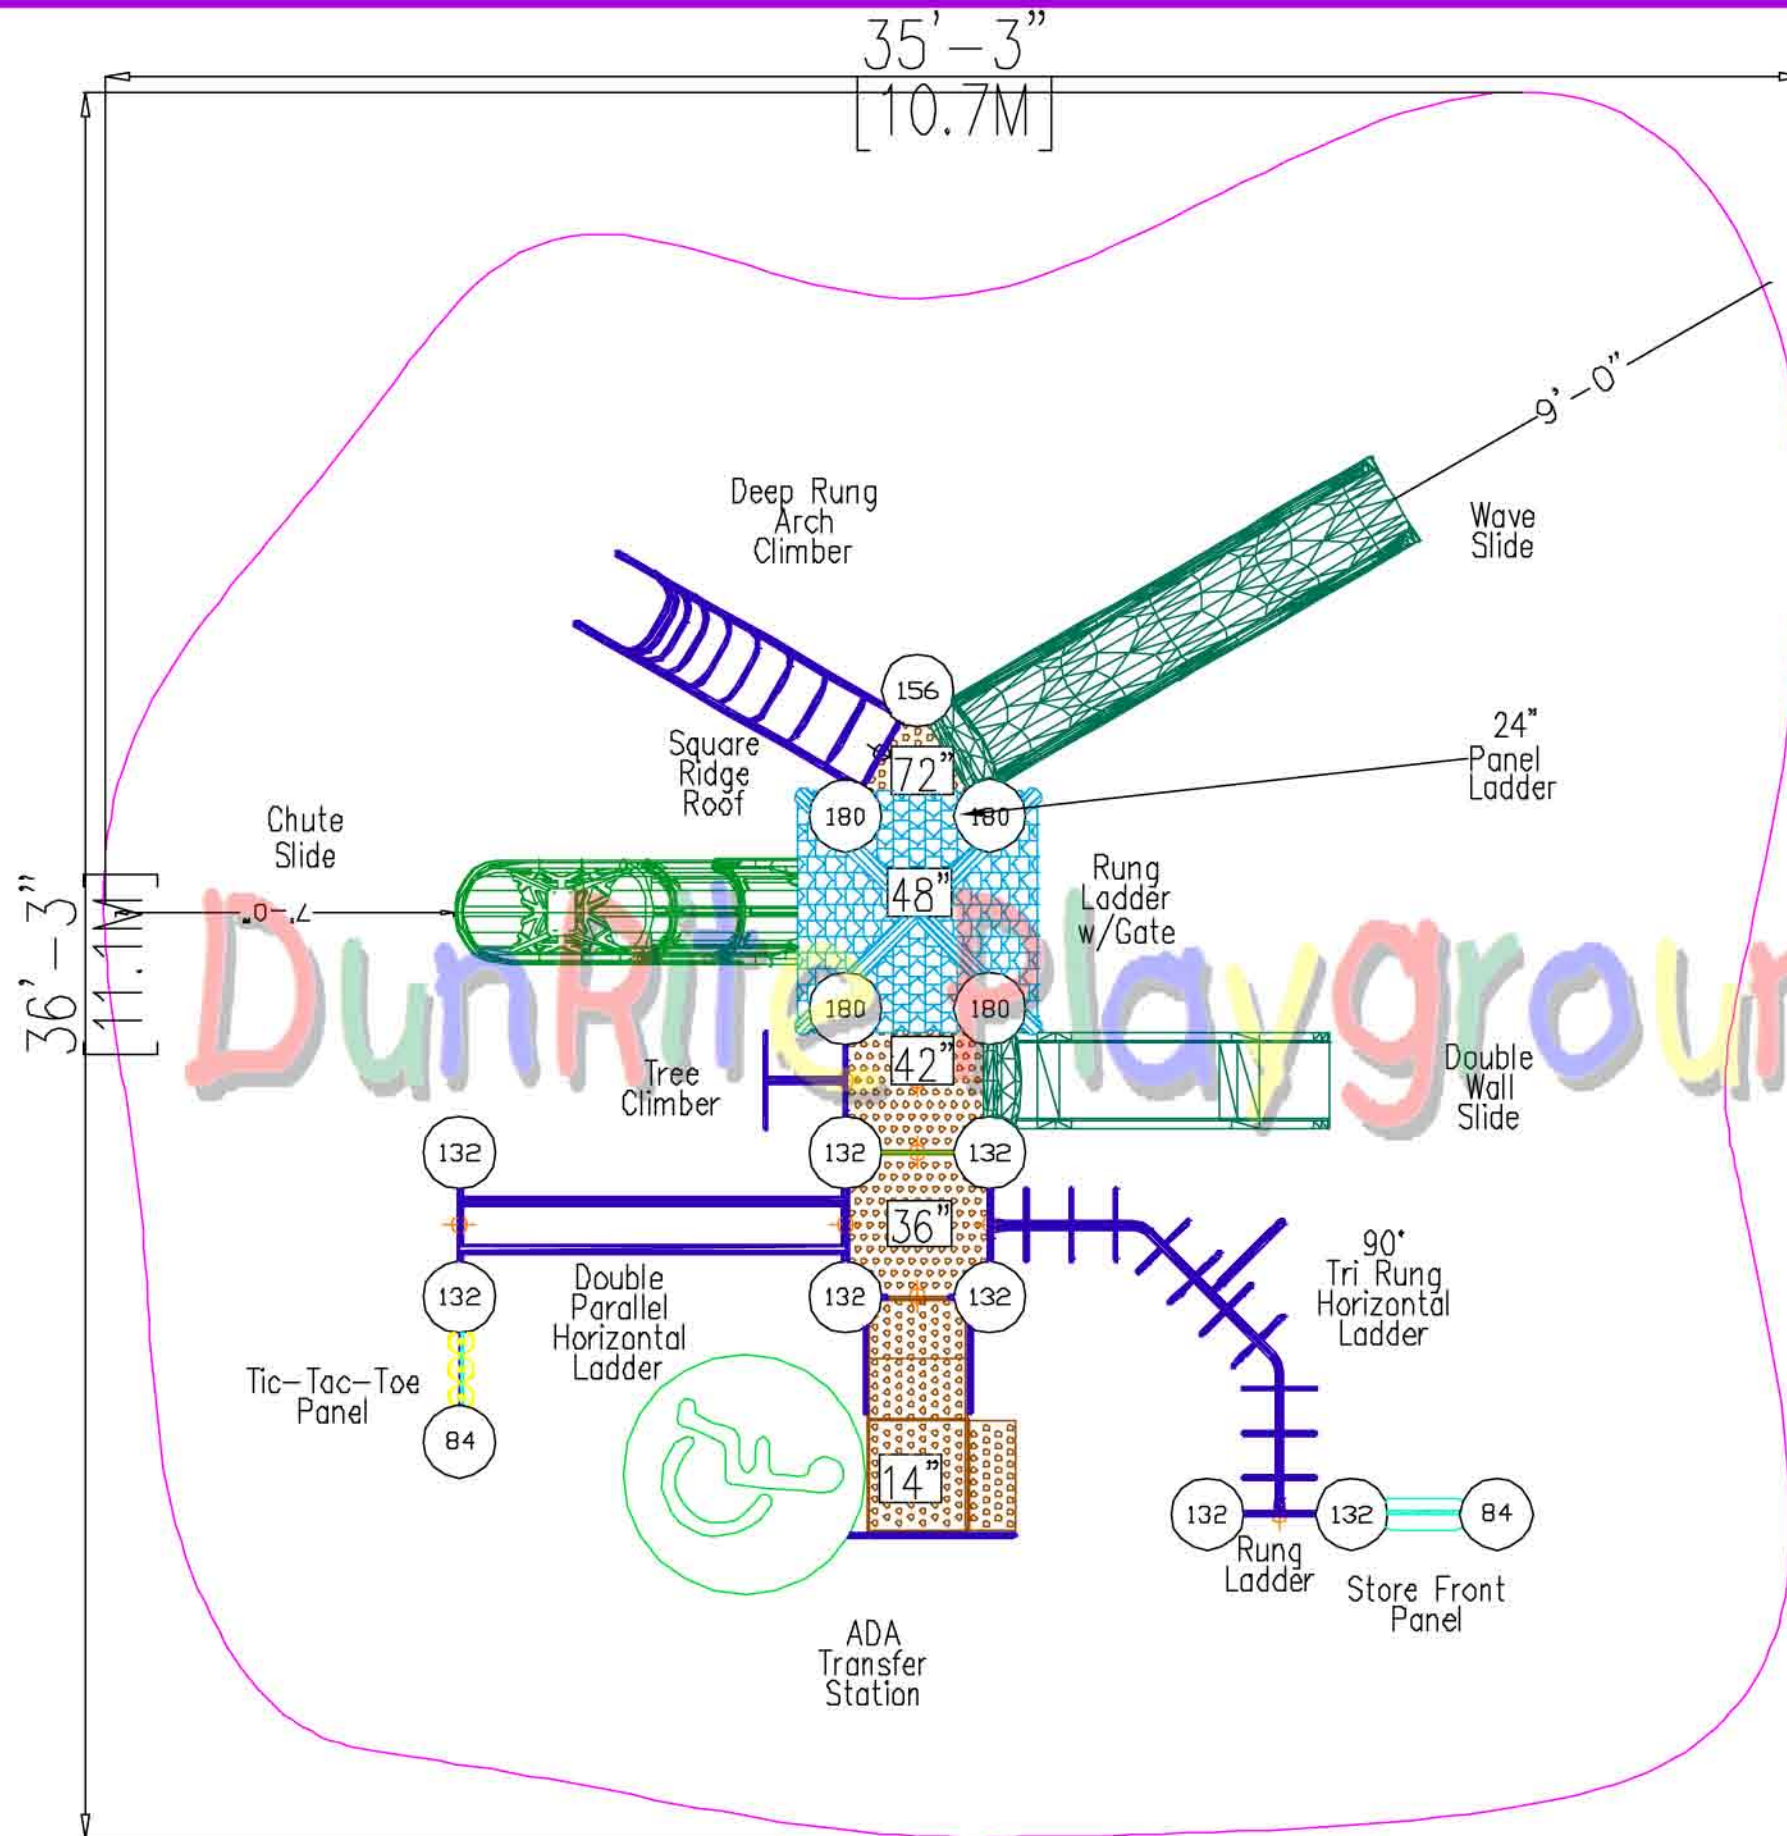 35'-3"
[10.7M]
9'-0"
Deep Rung
Arch
Climber
Wave
Slide
156
24"
Panel
Ladder
Square
Ridge
Roof
72"
180
180
Chute
Slide
7'-0"
36'-3"
[11.1M]
48"
Rung
Ladder
w/Gate
DunRite Playgroun
180
180
42"
Tree
Climber
Double
Wall
Slide
132
132
132
36"
90°
Tri Rung
Horizontal
Ladder
132
132
132
Double
Parallel
Horizontal
Ladder
Tic-Tac-Toe
Panel
84
14"
132
132
84
Rung
Ladder
Store Front
Panel
ADA
Transfer
Station